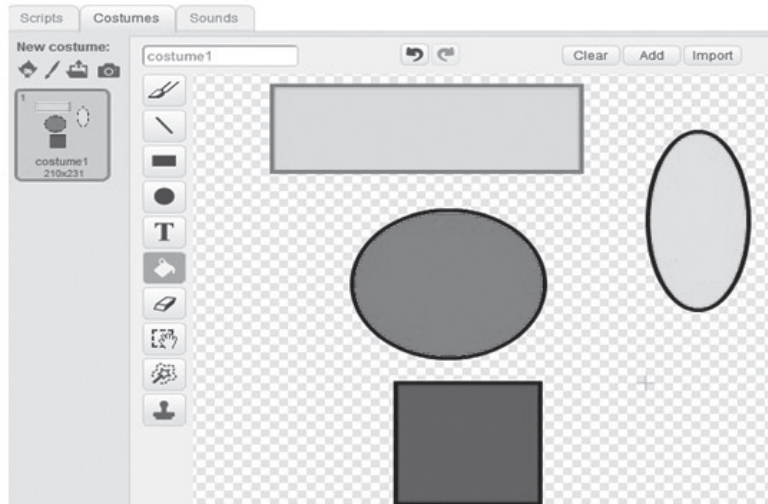 Scripts Costumes Sounds
New costume:
costume1
Clear Add Import
1
costume1
210x231
T